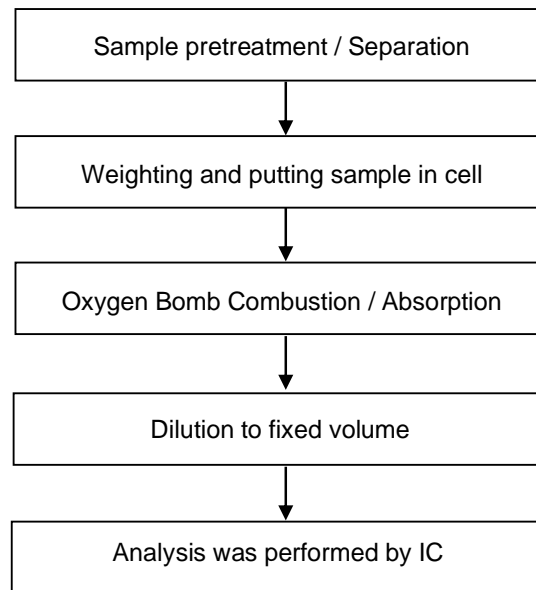 Sample pretreatment / Separation
Weighting and putting sample in cell
Oxygen Bomb Combustion / Absorption
Dilution to fixed volume
Analysis was performed by IC